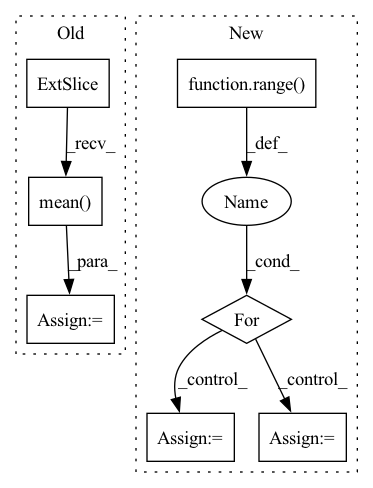 Old
New
ExtSlice
function.range()
_recv_
_def_
mean()
Name
_para_
_cond_
Assign:=
For
_control_
_control_
Assign:=
Assign:=